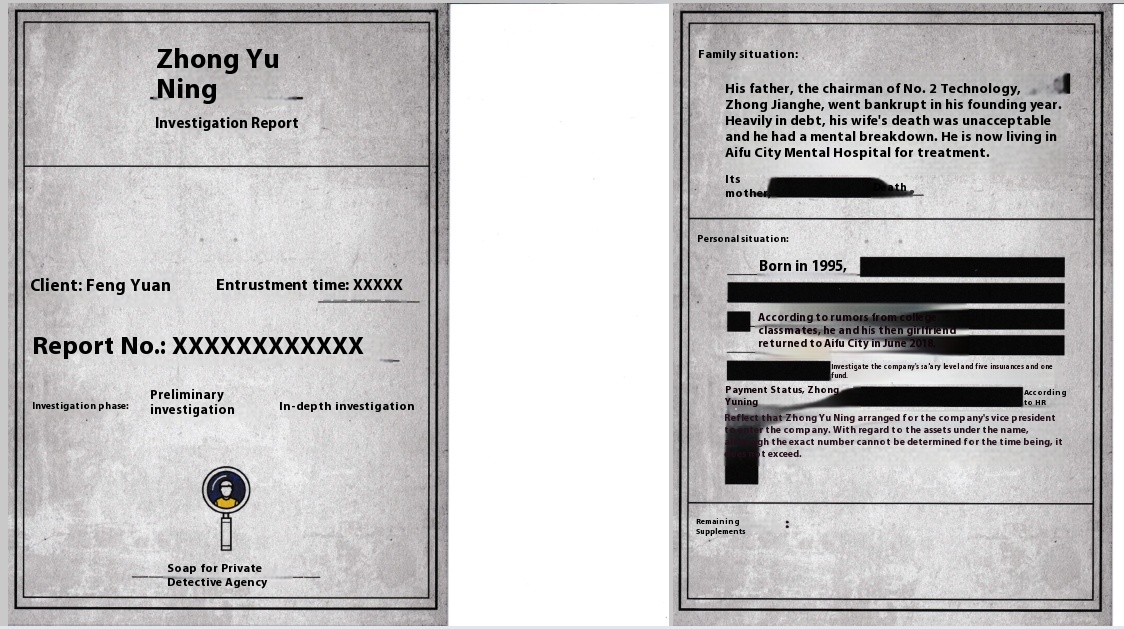 Zhong Yu
Ning
Investigation Report
Client: Feng Yuan
Entrustment time: XXXXX
Report No.: XXXXXXXXXXXX
Investigation phase:
Preliminary
investigation
In-depth investigation
Soap for Private
Detective Agency
Family situation:
His father, the chairman of No. 2 Technology,
Zhong Jianghe, went bankrupt in his founding year.
Heavily in debt, his wife's death was unacceptable
and he had a mental breakdown. He is now living in
Aifu City Mental Hospital for treatment.
Its
mother,
Death
Personal situation:
Born in 1995,
According to rumors from college
classmates, he and his then girlfriend
returned to Aifu City in June 2018,
Investigate the company's salary level and five insurances and one
fund.
Payment Status, Zhong
Yuning
According
to HR
Reflect that Zhong Yu Ning arranged for the company's vice president
to enter the company. With regard to the assets under the name,
although the exact number cannot be determined for the time being, it
does not exceed.
Remaining
Supplements
: